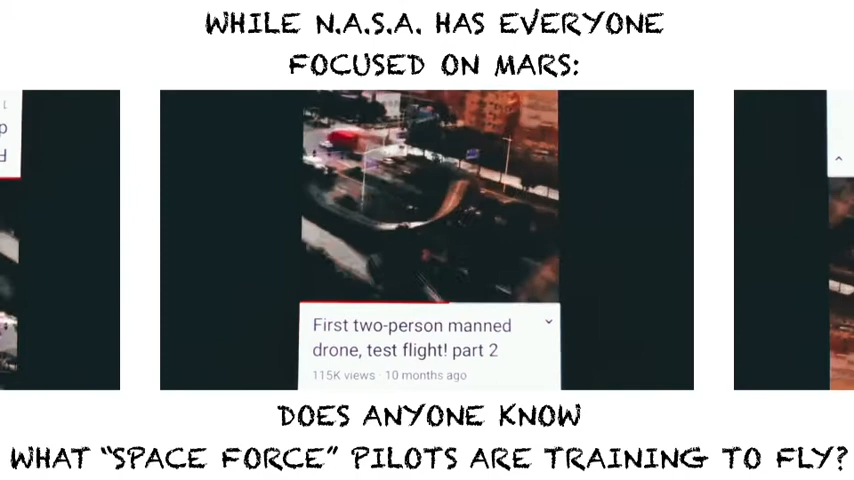 WHILE N.A.S.A. HAS EVERYONE
FOCUSED ON MARS:
First two-person manned
drone, test flight! part 2
115K views · 10 months ago
DOES ANYONE KNOW
WHAT “SPACE FORCE” PILOTS ARE TRAINING TO FLY?